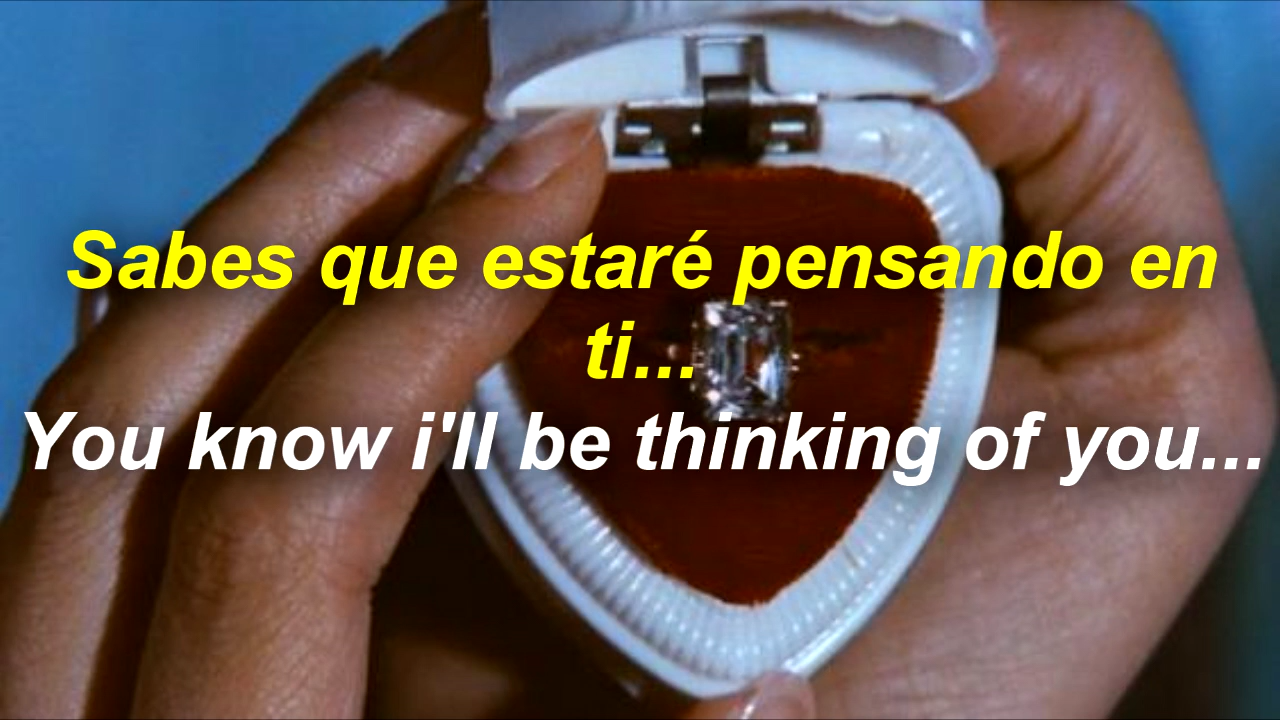 Sabes que estaré pensando en
ti...
You know i'll be thinking of you...